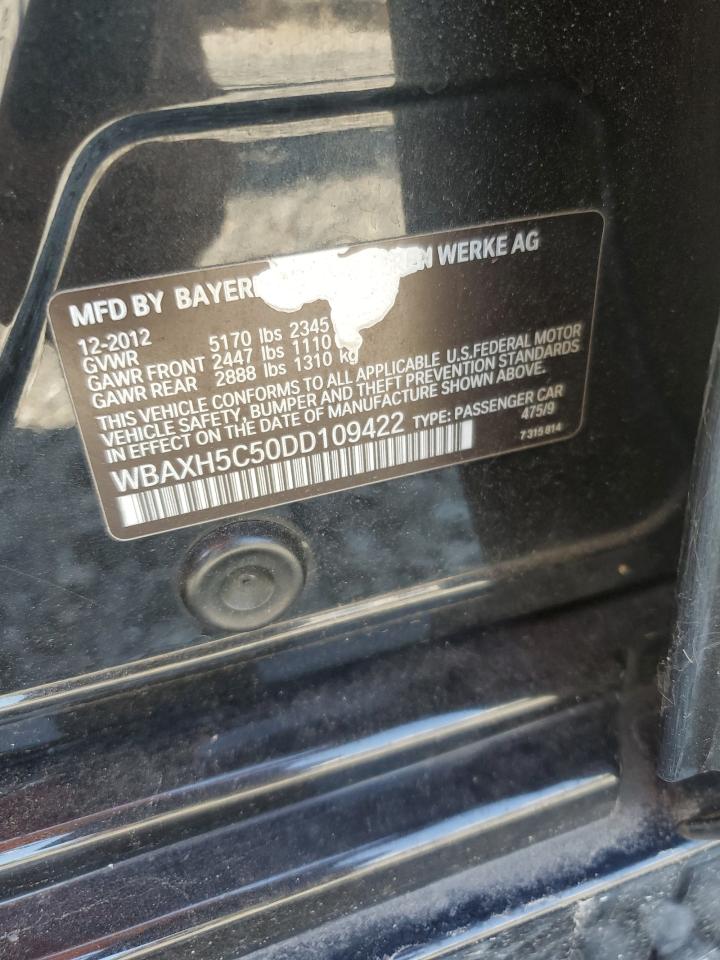 MFD BY BAYER EN WERKE AG
12-2012
GVWR 5170 lbs 2345
GAWR FRONT 2447 lbs 1110
GAWR REAR 2888 lbs 1310 kg
THIS VEHICLE CONFORMS TO ALL APPLICABLE U.S.FEDERAL MOTOR
VEHICLE SAFETY, BUMPER AND THEFT PREVENTION STANDARDS
IN EFFECT ON THE DATE OF MANUFACTURE SHOWN ABOVE.
WBAXH5C50DD109422 TYPE: PASSENGER CAR
475/9
7 315 814